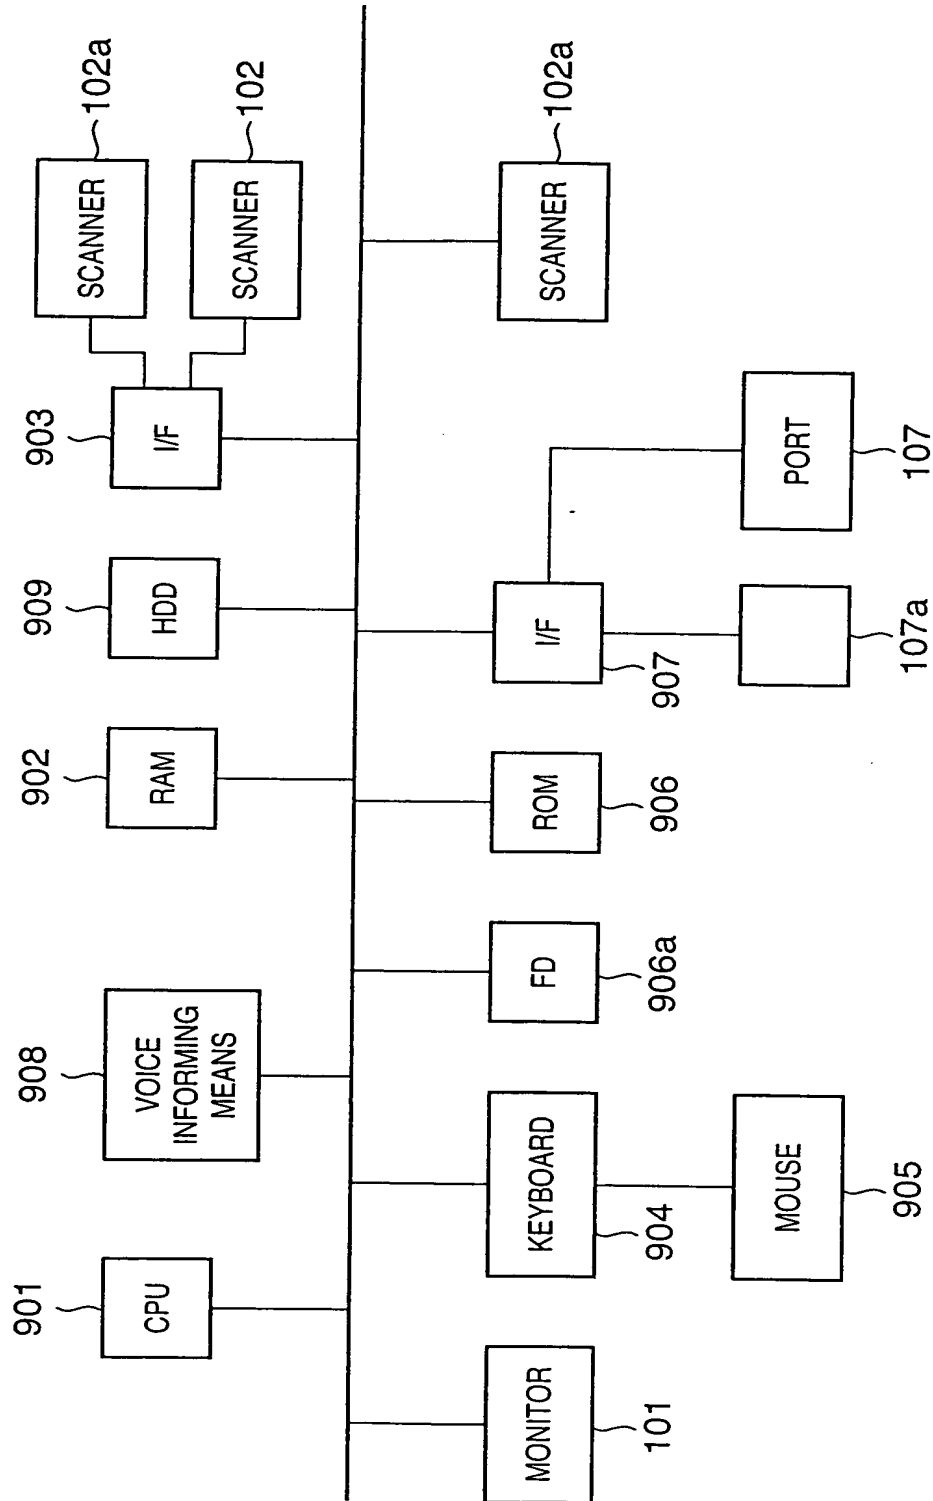 901
CPU
908
VOICE
INFORMING
MEANS
902
RAM
909
HDD
903
I/F
SCANNER
102a
SCANNER
102
MONITOR
101
KEYBOARD
904
MOUSE
905
FD
906a
ROM
906
I/F
907
107a
PORT
107
SCANNER
102a